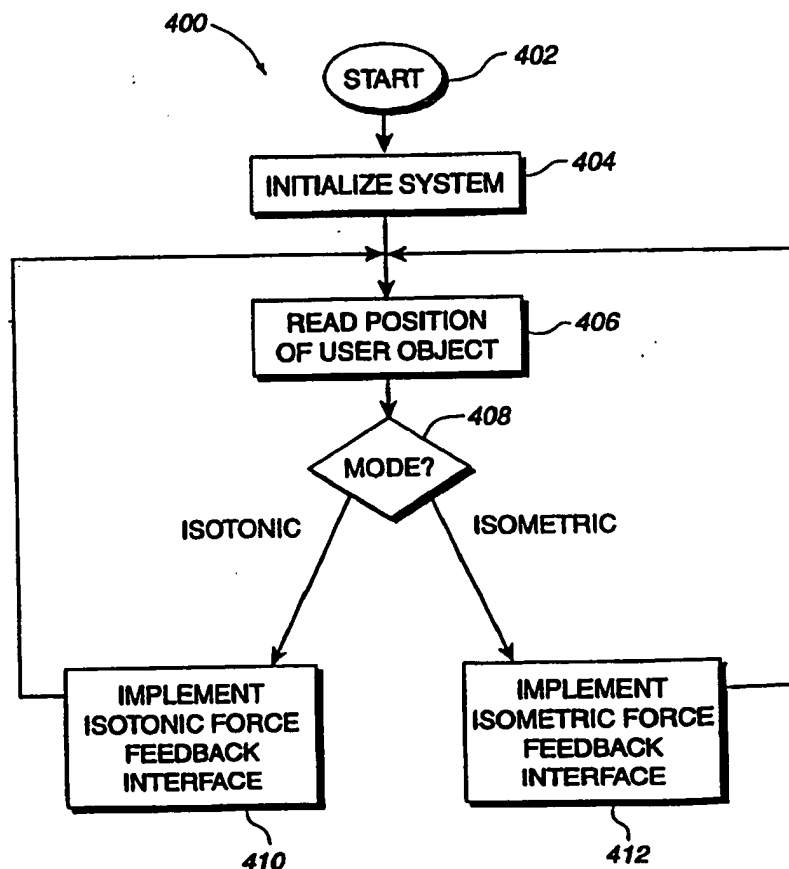 400
START
402
INITIALIZE SYSTEM
404
READ POSITION
OF USER OBJECT
406
408
MODE?
ISOTONIC
ISOMETRIC
IMPLEMENT
ISOTONIC FORCE
FEEDBACK
INTERFACE
410
IMPLEMENT
ISOMETRIC FORCE
FEEDBACK
INTERFACE
412